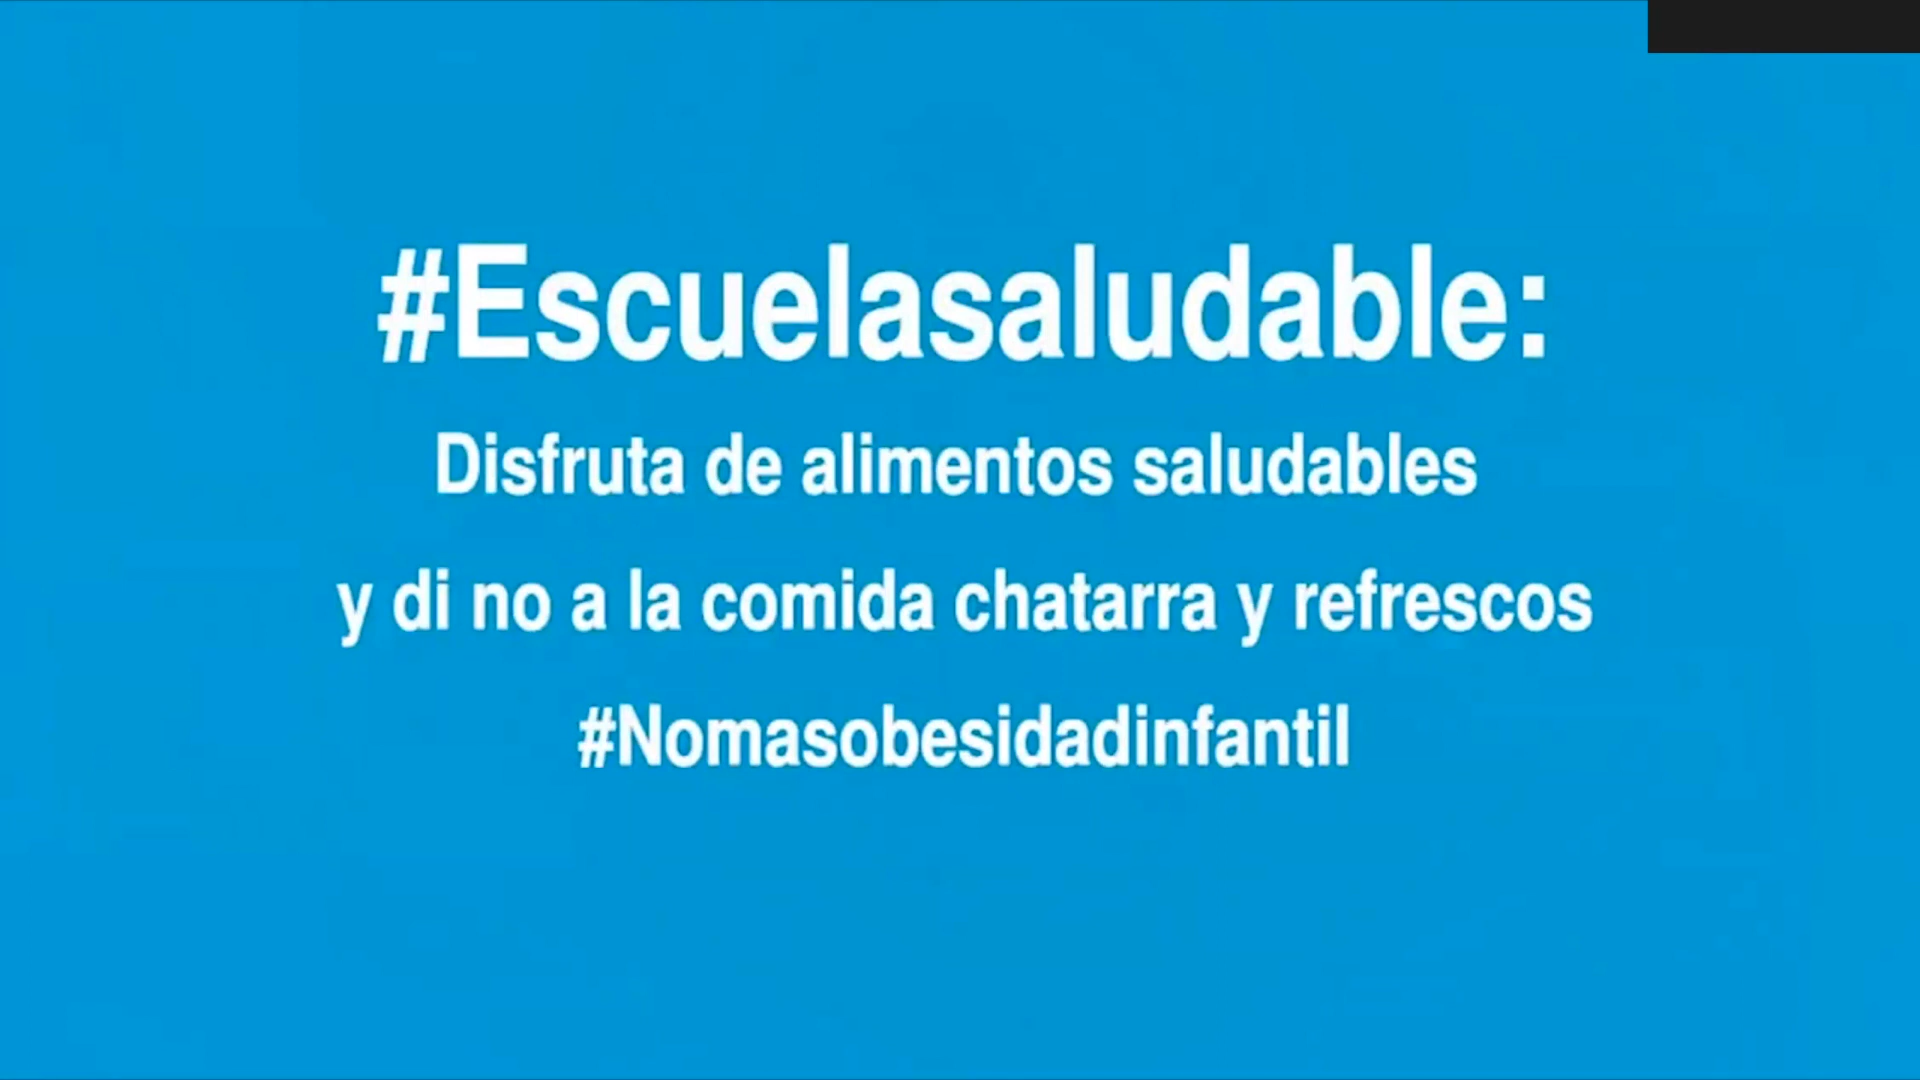 #Escuelasaludable:
Disfruta de alimentos saludables
y di no a la comida chatarra y refrescos
#Nomasobesidadinfantil